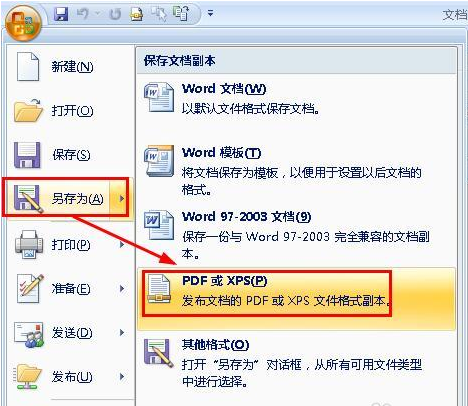 文档
新建(N)
打开(O)
保存(S)
另存为(A)
打印(P)
准备(E)
发送(D)
发布(U)
保存文档副本
Word 文档(W)
以默认文件格式保存文档。
Word 模板(T)
将文档保存为模板，以便用于设置以后文档的
格式。
Word 97-2003 文档(9)
保存一份与 Word 97-2003 完全兼容的文档副
本。
PDF 或 XPS(P)
发布文档的 PDF 或 XPS 文件格式副本。
其他格式(O)
打开“另存为”对话框，从所有可用文件类型
中进行选择。